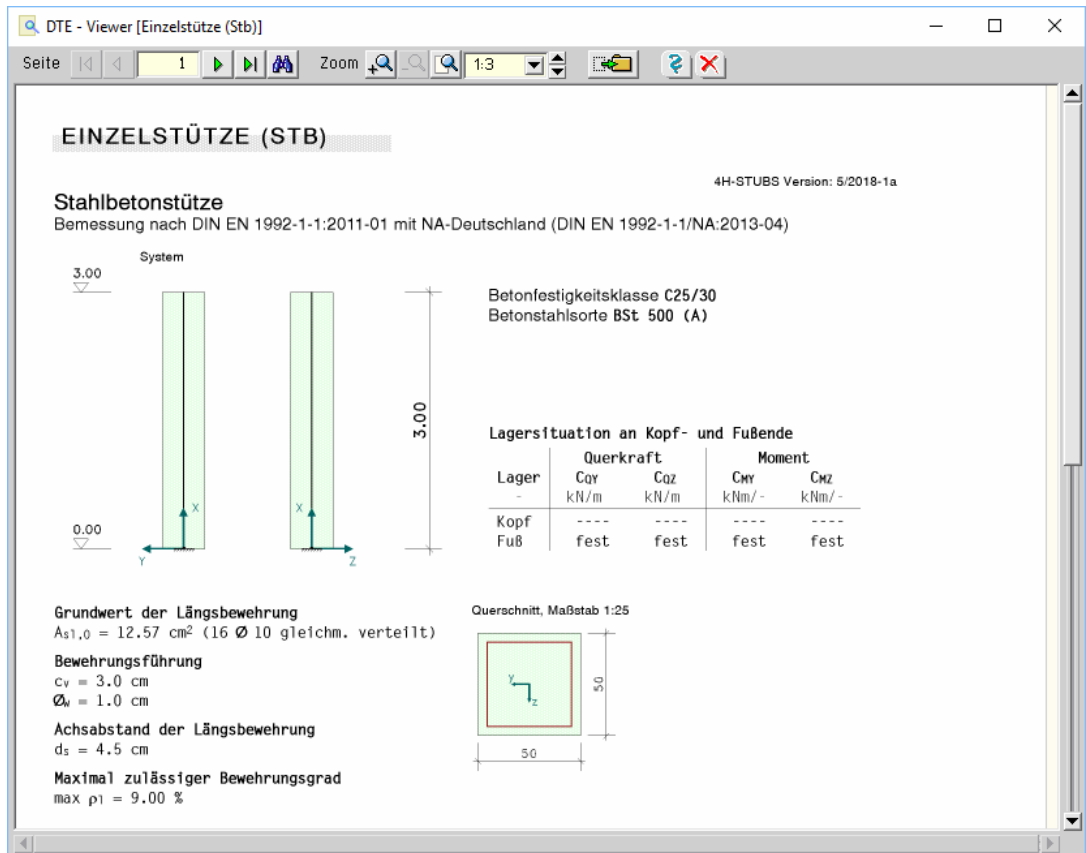 DTE - Viewer [Einzelstütze (Stb)]
Seite 1 Zoom 1:3
EINZELSTÜTZE (STB)
4H-STUBS Version: 5/2018-1a
Stahlbetonstütze
Bemessung nach DIN EN 1992-1-1:2011-01 mit NA-Deutschland (DIN EN 1992-1-1/NA:2013-04)
System
3.00
Betonfestigkeitsklasse C25/30
Betonstahlsorte BSt 500 (A)
3.00
Lagersituation an Kopf- und Fußende
Querkraft Moment
Lager CQY CQZ CMY CMZ
- kN/m kN/m kNm/- kNm/-
Kopf ---- ---- ---- ----
Fuß fest fest fest fest
X X
0.00
Y Z
Grundwert der Längsbewehrung
As1,0 = 12.57 cm² (16 Ø 10 gleichm. verteilt)
Bewehrungsführung
cv = 3.0 cm
Øw = 1.0 cm
Achsabstand der Längsbewehrung
ds = 4.5 cm
Maximal zulässiger Bewehrungsgrad
max ρl = 9.00 %
Querschnitt, Maßstab 1:25
y
z
50
50